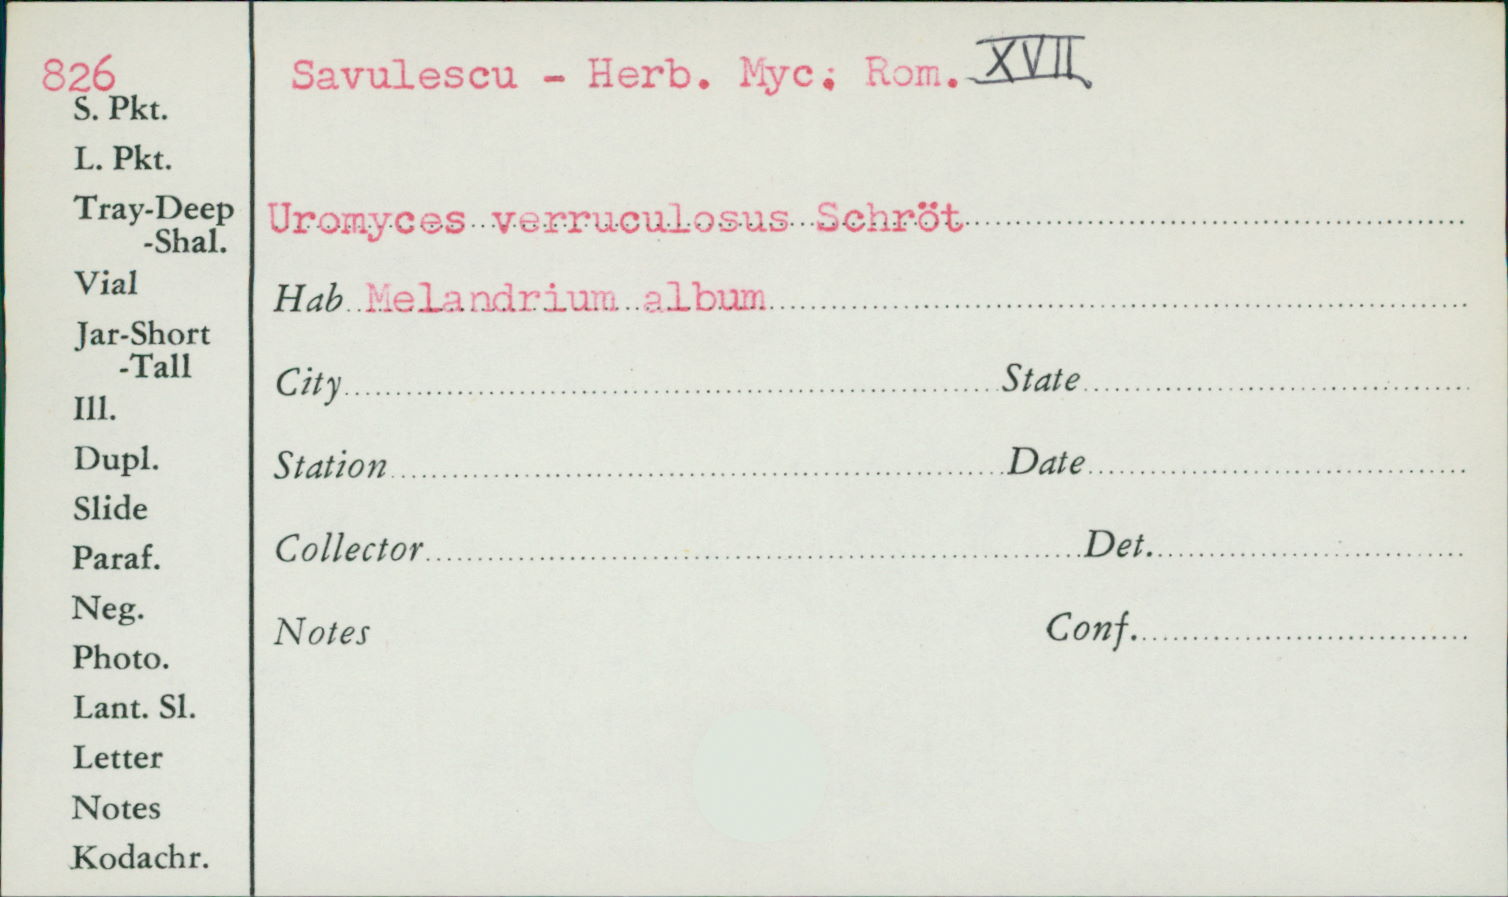 826
S. Pkt.
L. Pkt.
Tray-Deep
-Shal.
Vial
Jar-Short
-Tall
Ill.
Dupl.
Slide
Paraf.
Neg.
Photo.
Lant. Sl.
Letter
Notes
Kodachr.
Savulescu - Herb. Myc; Rom. XVII
Uromyces verruculosus Schröt
Hab Melandrium album
City State
Station Date
Collector Det.
Notes Conf.